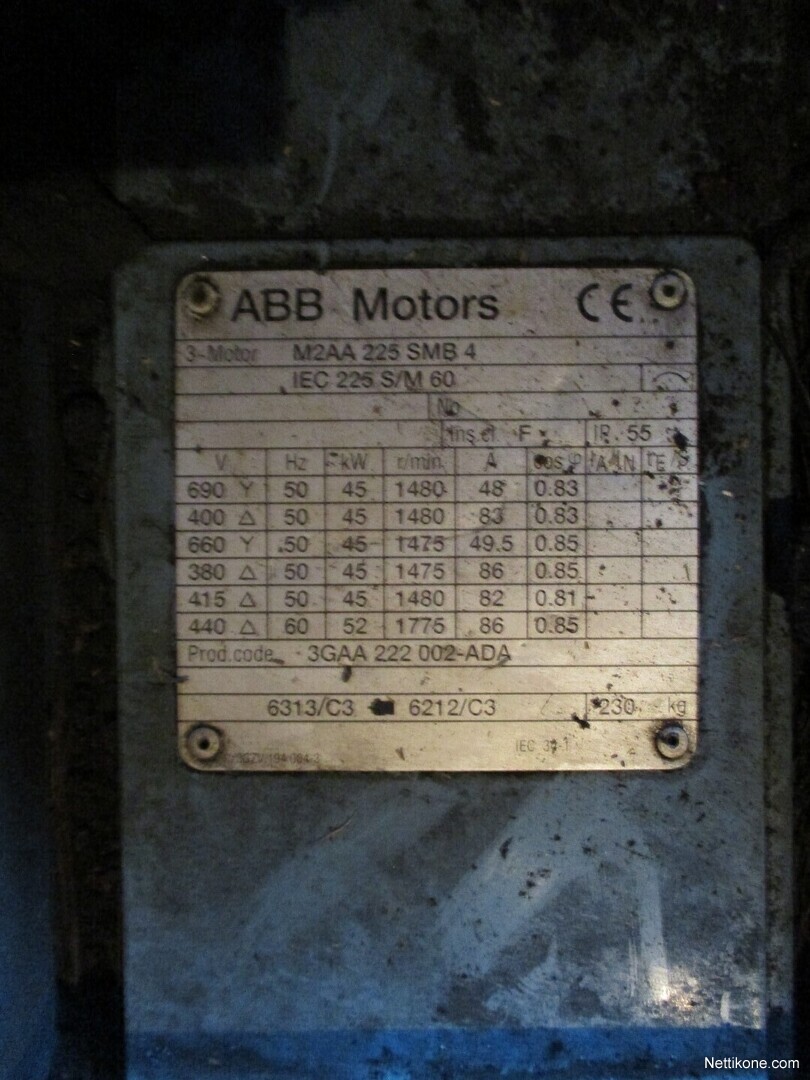 ABB Motors CE
3~Motor M2AA 225 SMB 4
IEC 225 S/M 60
No
Ins.cl F IP 55
V Hz kW r/min A cos φ IA/IN
690 Y 50 45 1480 48 0.83
400 Δ 50 45 1480 83 0.83
660 Y 50 45 1475 49.5 0.85
380 Δ 50 45 1475 86 0.85
415 Δ 50 45 1480 82 0.81
440 Δ 60 52 1775 86 0.85
Prod.code 3GAA 222 002-ADA
6313/C3 6212/C3 230 kg
IEC 34-1
Nettikone.com